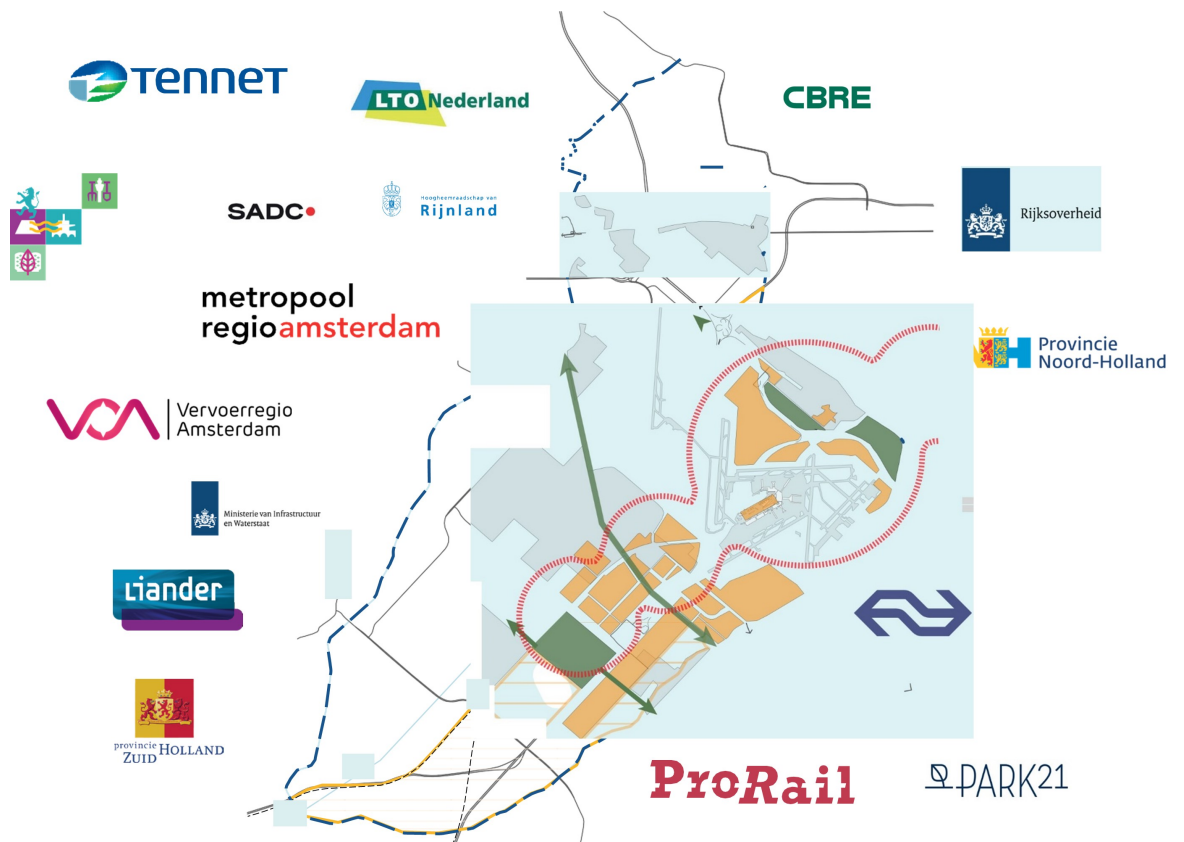 TENNET
LTO Nederland
CBRE
SADC
Hoogheemraadschap van
Rijnland
Rijksoverheid
metropool
regioamsterdam
Provincie
Noord-Holland
Vervoerregio
Amsterdam
Ministerie van Infrastructuur
en Waterstaat
Liander
provincie
ZUID HOLLAND
ProRail
PARK21